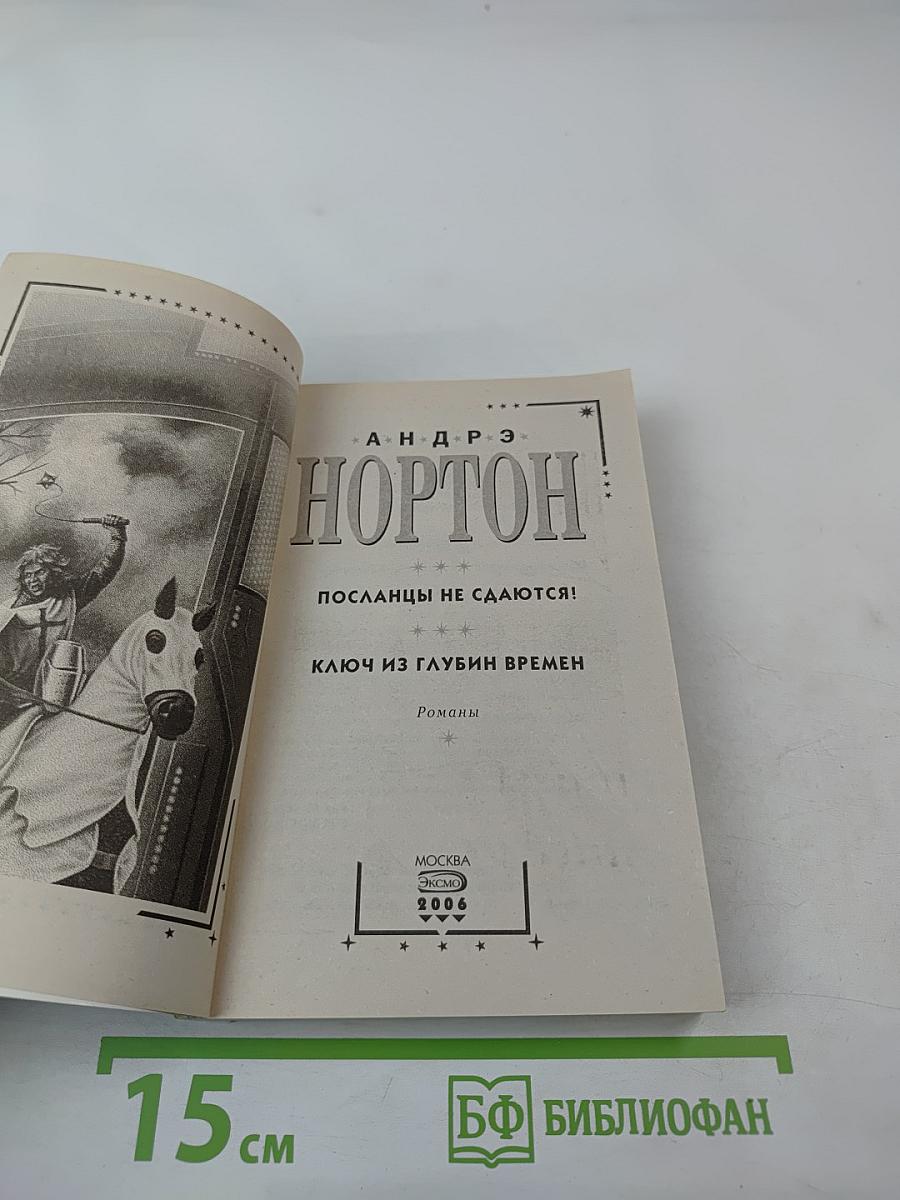 АНДРЭ
НОРТОН
ПОСЛАНЦЫ НЕ СДАЮТСЯ!
КЛЮЧ ИЗ ГЛУБИН ВРЕМЕН
Романы
МОСКВА
ЭКСМО
2006
15 см
БФ БИБЛИОФАН